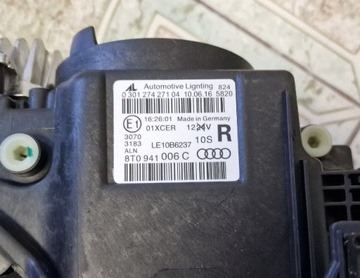 AL Automotive Lighting 824
0 301 274 271 04 10.06.16 5820
16:26:01 Made in Germany
E1 01XCER 12V R
3070 10S
3183
ALN LE10B6237
8T0 941 006 C